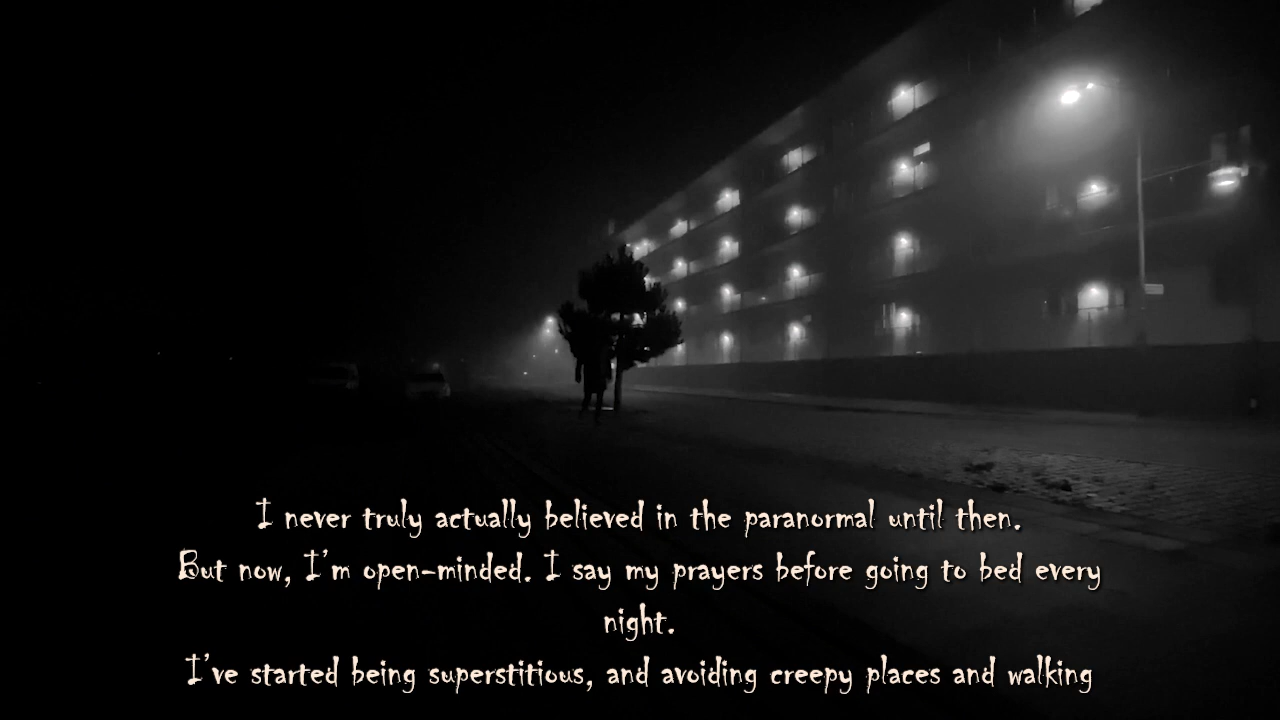 I never truly actually believed in the paranormal until then.
But now, I'm open-minded. I say my prayers before going to bed every
night.
I've started being superstitious, and avoiding creepy places and walking